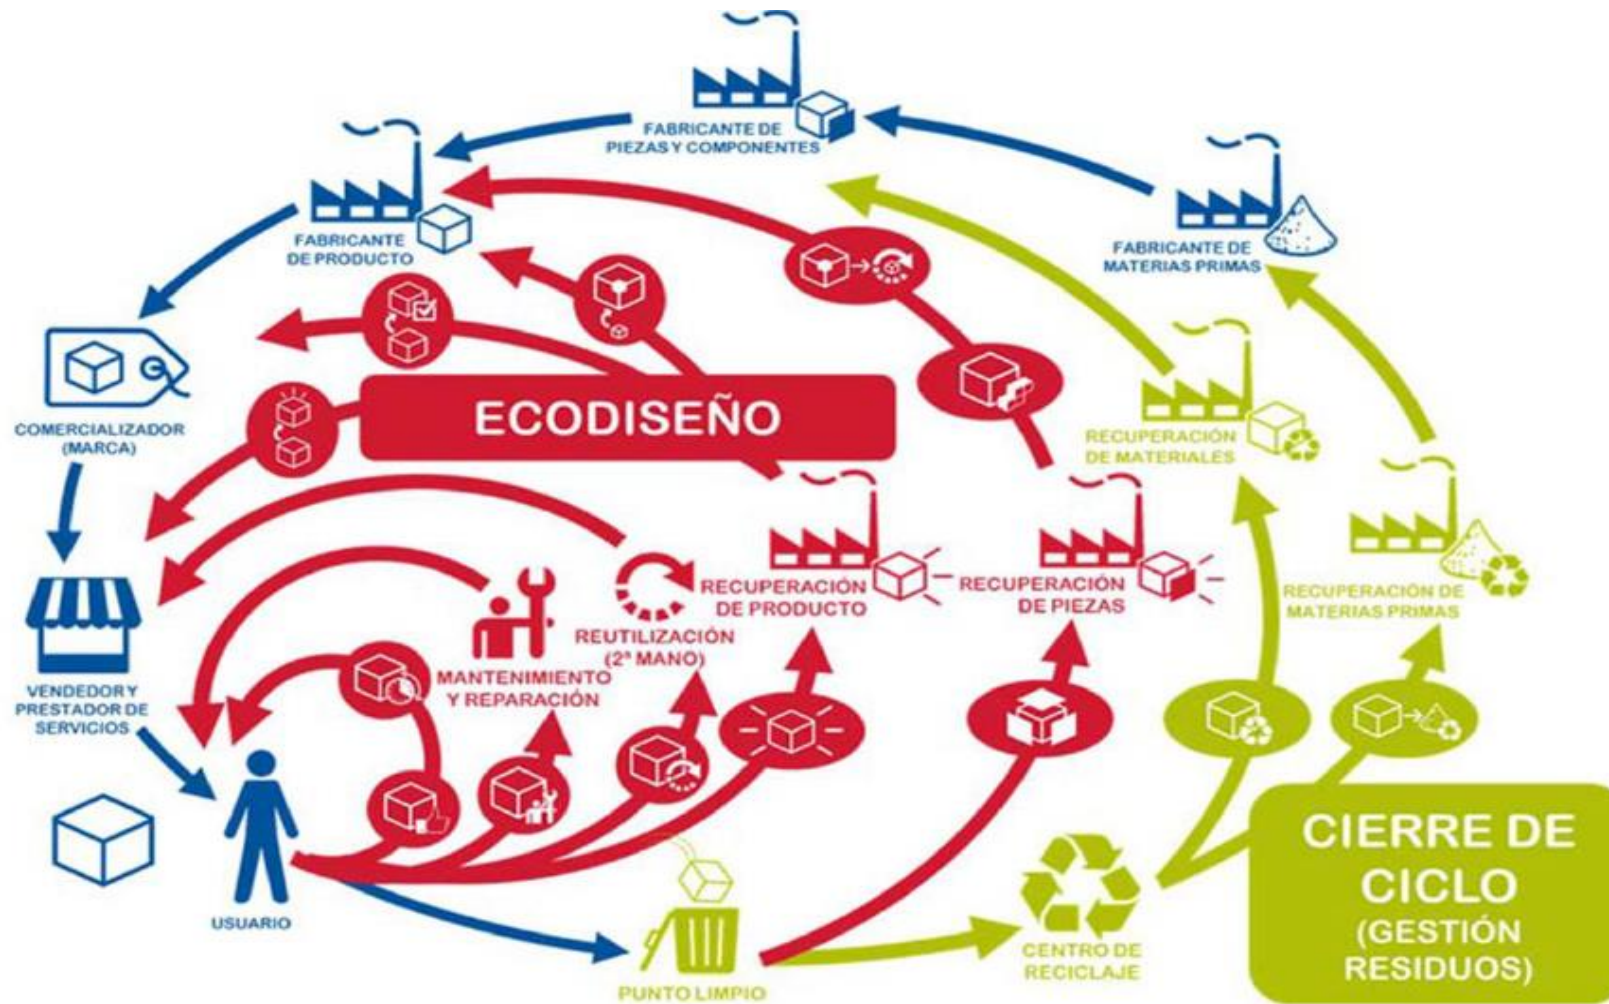 FABRICANTE DE
PIEZAS Y COMPONENTES
FABRICANTE
DE PRODUCTO
FABRICANTE DE
MATERIAS PRIMAS
COMERCIALIZADOR
(MARCA)
ECODISEÑO
RECUPERACIÓN
DE MATERIALES
RECUPERACIÓN
DE PRODUCTO
RECUPERACIÓN
DE PIEZAS
RECUPERACIÓN DE
MATERIAS PRIMAS
REUTILIZACIÓN
(2ª MANO)
MANTENIMIENTO
Y REPARACIÓN
VENDEDOR Y
PRESTADOR DE
SERVICIOS
USUARIO
PUNTO LIMPIO
CENTRO DE
RECICLAJE
CIERRE DE
CICLO
(GESTIÓN
RESIDUOS)